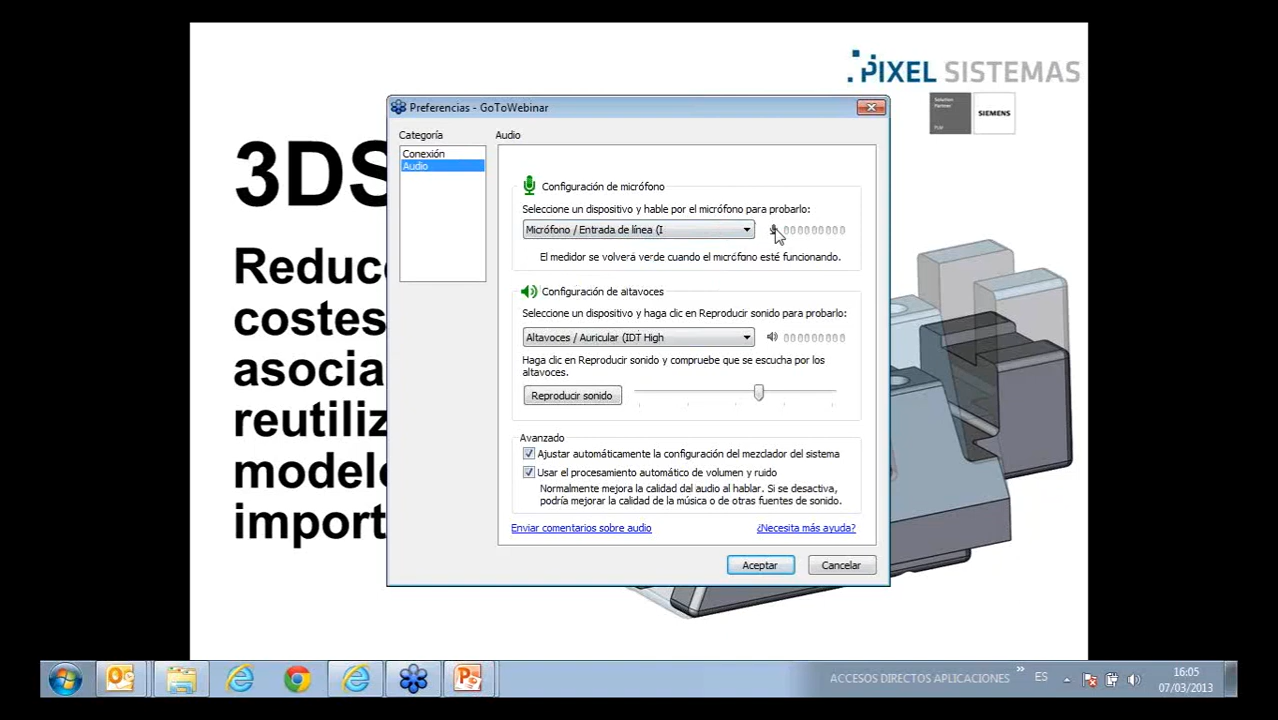 PIXEL SISTEMAS
Solution
Partner
PLM
SIEMENS
3DS
Reduc
costes
asocia
reutiliz
model
import
Preferencias - GoToWebinar
Categoría
Conexión
Audio
Audio
Configuración de micrófono
Seleccione un dispositivo y hable por el micrófono para probarlo:
Micrófono / Entrada de línea (I
El medidor se volverá verde cuando el micrófono esté funcionando.
Configuración de altavoces
Seleccione un dispositivo y haga clic en Reproducir sonido para probarlo:
Altavoces / Auricular (IDT High
Haga clic en Reproducir sonido y compruebe que se escucha por los
altavoces.
Reproducir sonido
Avanzado
Ajustar automáticamente la configuración del mezclador del sistema
Usar el procesamiento automático de volumen y ruido
Normalmente mejora la calidad del audio al hablar. Si se desactiva,
podría mejorar la calidad de la música o de otras fuentes de sonido.
Enviar comentarios sobre audio
¿Necesita más ayuda?
Aceptar
Cancelar
ACCESOS DIRECTOS APLICACIONES
»
ES
16:05
07/03/2013